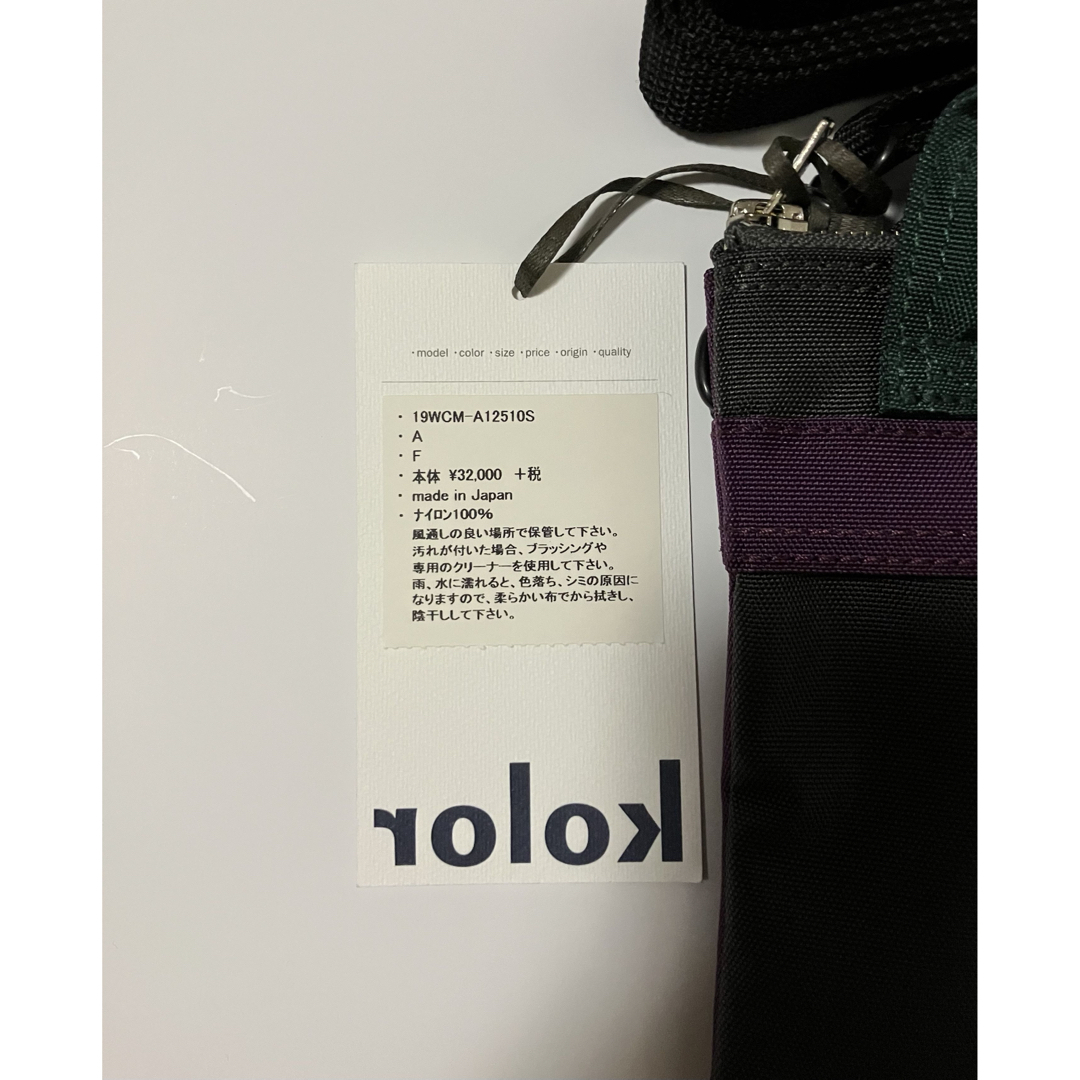 ·model ·color ·size ·price ·origin ·quality
· 19WCM-A12510S
· A
· F
· 本体 ¥32,000 +税
· made in Japan
· ナイロン100%
風通しの良い場所で保管して下さい。
汚れが付いた場合、ブラッシングや
専用のクリーナーを使用して下さい。
雨、水に濡れると、色落ち、シミの原因に
なりますので、柔らかい布でから拭きし、
陰干しして下さい。
kolor